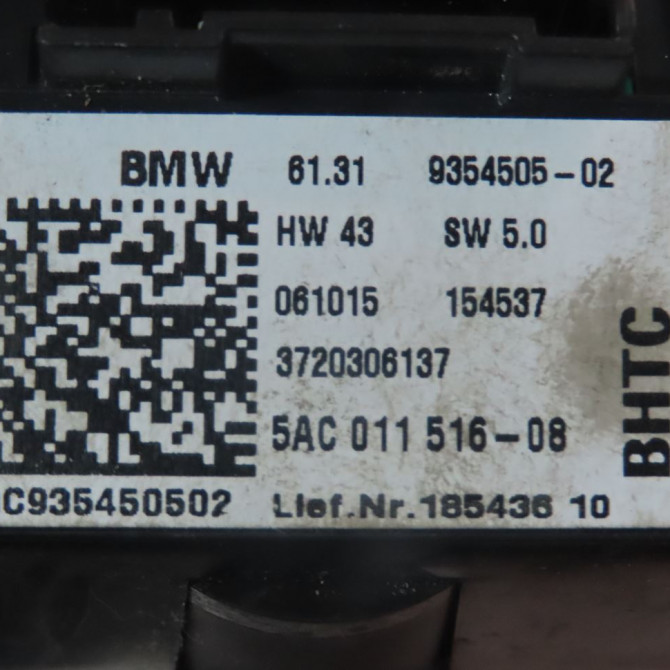 BMW 61.31 9354505-02
HW 43 SW 5.0
061015 154537
3720306137
5AC 011 516-08
C935450502 Lief.Nr.185436 10
BHTC